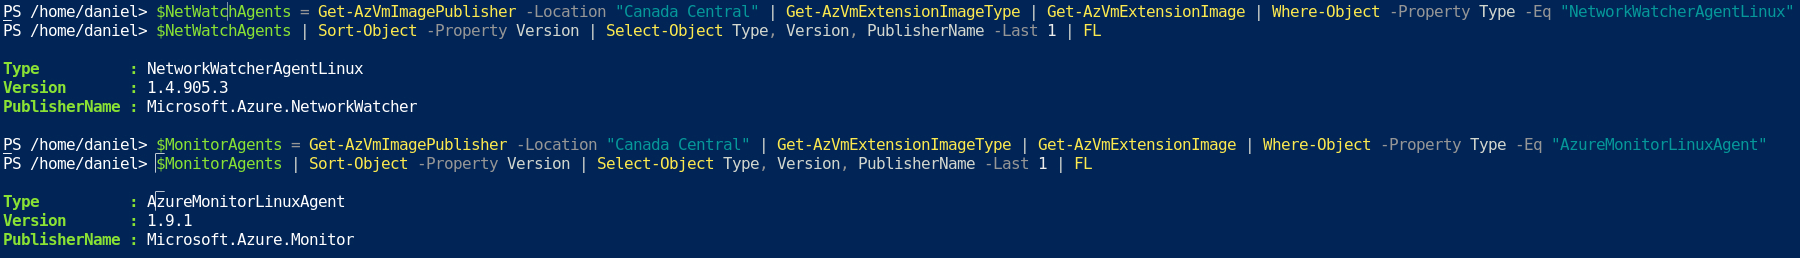 PS /home/daniel> $NetWatchAgents = Get-AzVmImagePublisher -Location "Canada Central" | Get-AzVmExtensionImageType | Get-AzVmExtensionImage | Where-Object -Property Type -Eq "NetworkWatcherAgentLinux"
PS /home/daniel> $NetWatchAgents | Sort-Object -Property Version | Select-Object Type, Version, PublisherName -Last 1 | FL
Type          : NetworkWatcherAgentLinux
Version       : 1.4.905.3
PublisherName : Microsoft.Azure.NetworkWatcher
PS /home/daniel> $MonitorAgents = Get-AzVmImagePublisher -Location "Canada Central" | Get-AzVmExtensionImageType | Get-AzVmExtensionImage | Where-Object -Property Type -Eq "AzureMonitorLinuxAgent"
PS /home/daniel> $MonitorAgents | Sort-Object -Property Version | Select-Object Type, Version, PublisherName -Last 1 | FL
Type          : AzureMonitorLinuxAgent
Version       : 1.9.1
PublisherName : Microsoft.Azure.Monitor